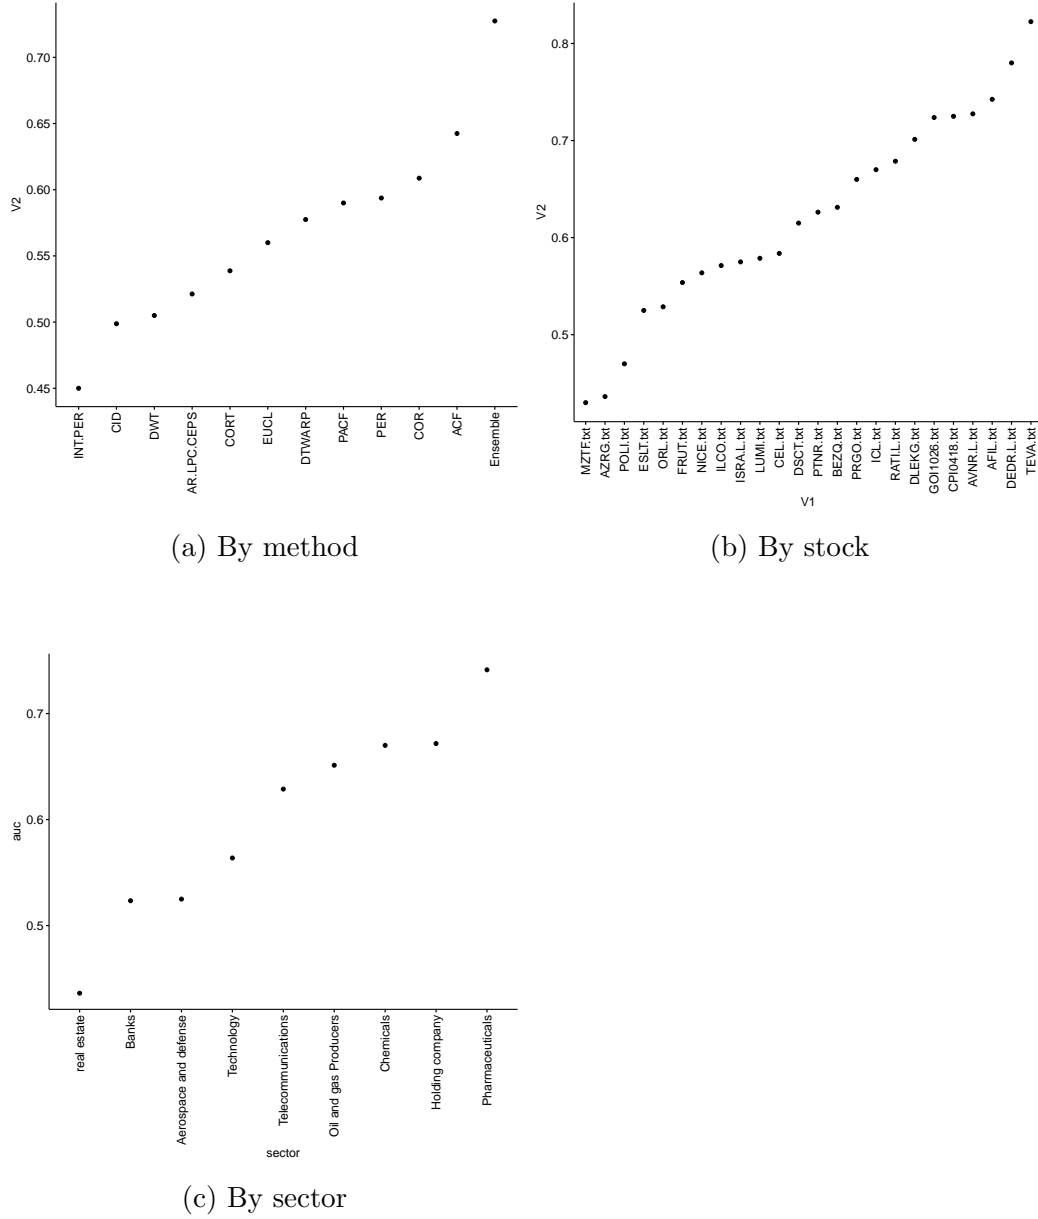 V2
0.70
0.65
0.60
0.55
0.50
0.45
INT.PER
CID
DWT
AR.LPC.CEPS
CORT
EUCL
DTWARP
PACF
PER
COR
ACF
Ensemble
(a) By method
V2
0.8
0.7
0.6
0.5
MZTF.txt
AZRG.txt
POLI.txt
ESLT.txt
ORL.txt
FRUT.txt
NICE.txt
ILCO.txt
ISRA.L.txt
LUMI.txt
CEL.txt
DSCT.txt
PTNR.txt
BEZQ.txt
PRGO.txt
ICL.txt
RATI.L.txt
DLEKG.txt
GOI1026.txt
CPI0418.txt
AVNR.L.txt
AFIL.txt
DEDR.L.txt
TEVA.txt
V1
(b) By stock
auc
0.7
0.6
0.5
real estate
Banks
Aerospace and defense
Technology
Telecommunications
Oil and gas Producers
Chemicals
Holding company
Pharmaceuticals
sector
(c) By sector